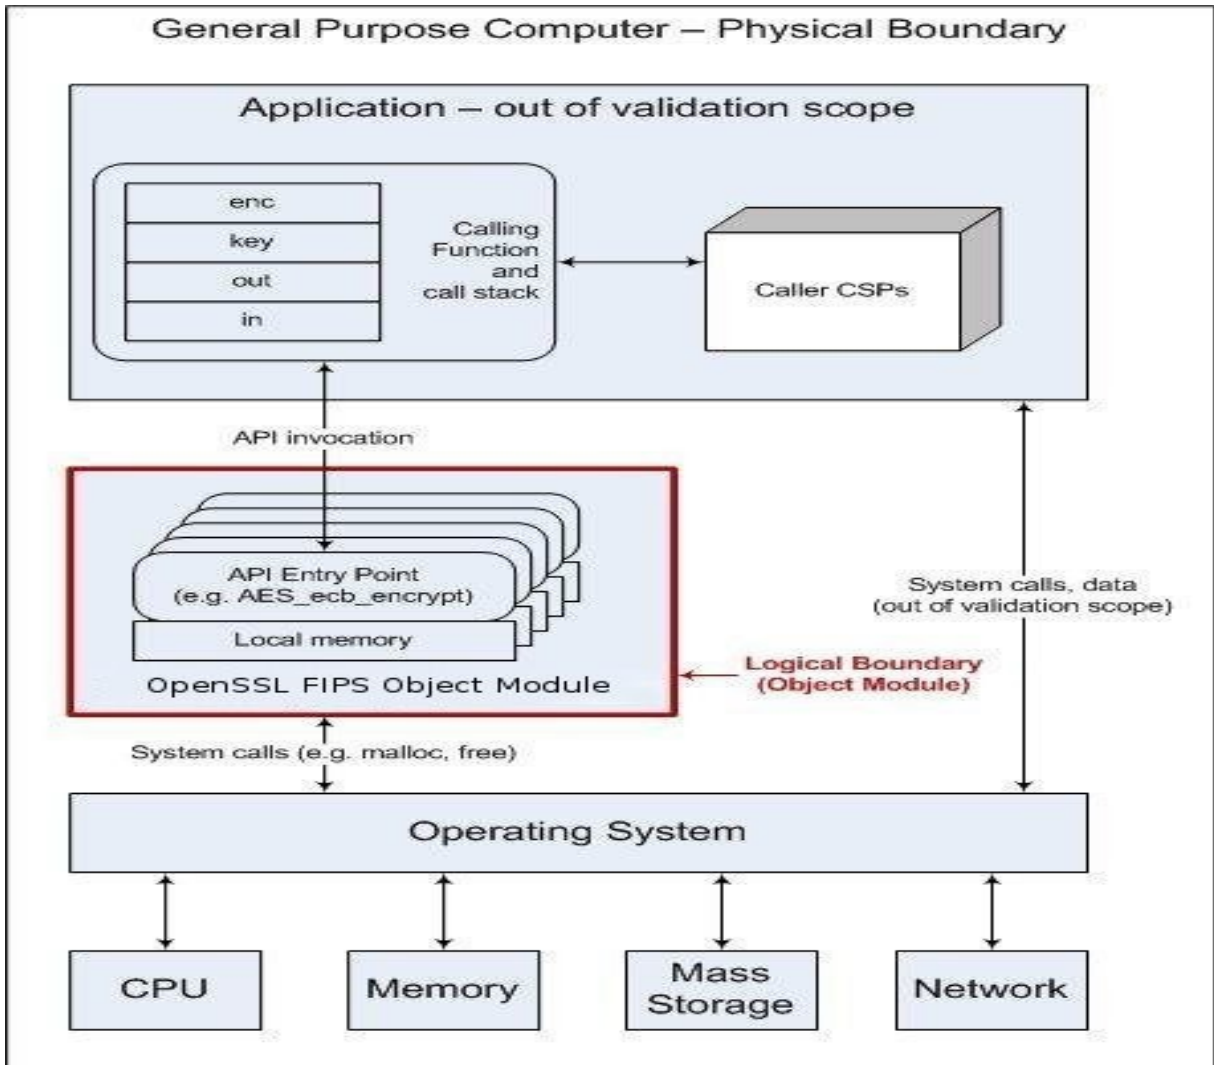 General Purpose Computer – Physical Boundary
Application – out of validation scope
enc
key
out
in
Calling
Function
and
call stack
Caller CSPs
API invocation
API Entry Point
(e.g. AES_ecb_encrypt)
Local memory
OpenSSL FIPS Object Module
System calls, data
(out of validation scope)
Logical Boundary
(Object Module)
System calls (e.g. malloc, free)
Operating System
CPU
Memory
Mass
Storage
Network